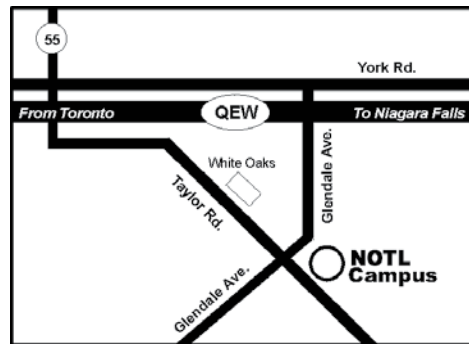 55
York Rd.
From Toronto
QEW
To Niagara Falls
White Oaks
Taylor Rd.
Glendale Ave.
NOTL
Campus
Glendale Ave.